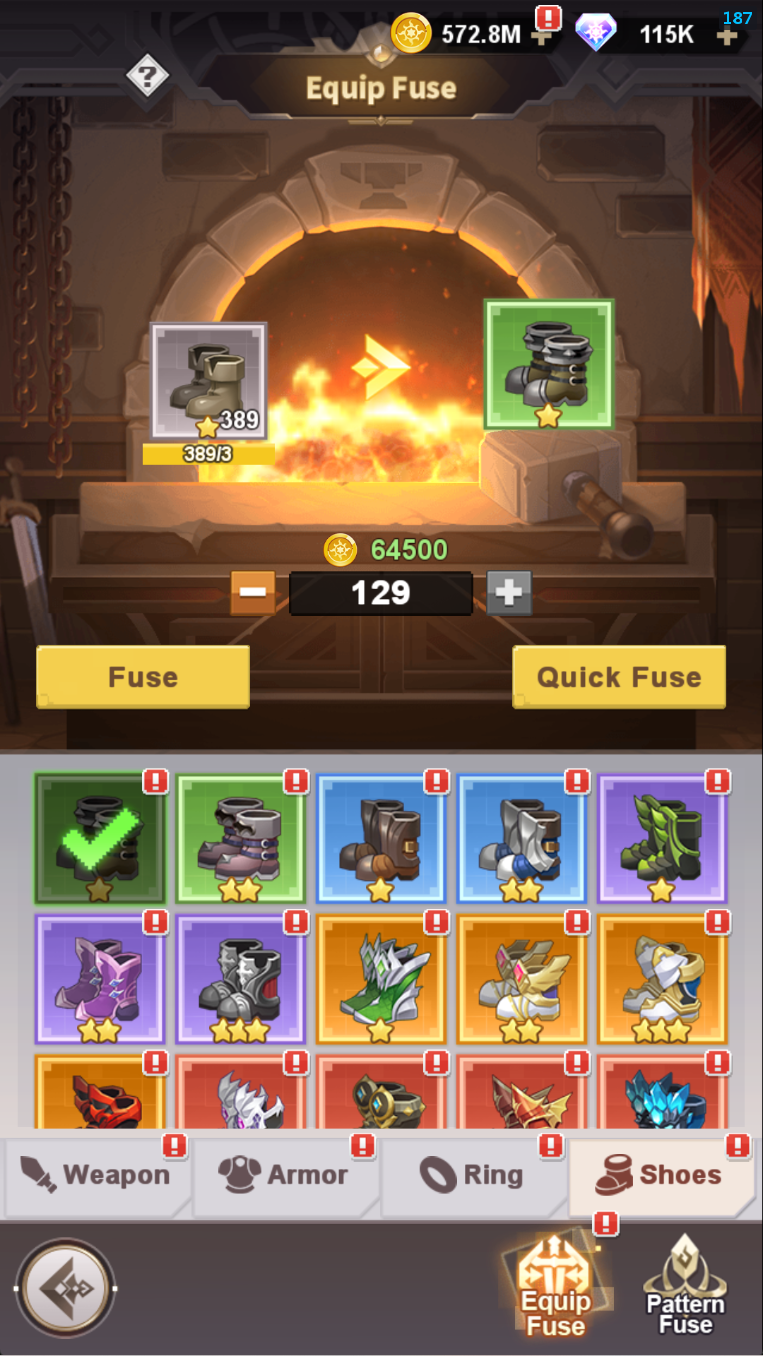 187
572.8M
115K
?
Equip Fuse
389
389/3
64500
129
Fuse
Quick Fuse
Weapon
Armor
Ring
Shoes
Equip
Fuse
Pattern
Fuse